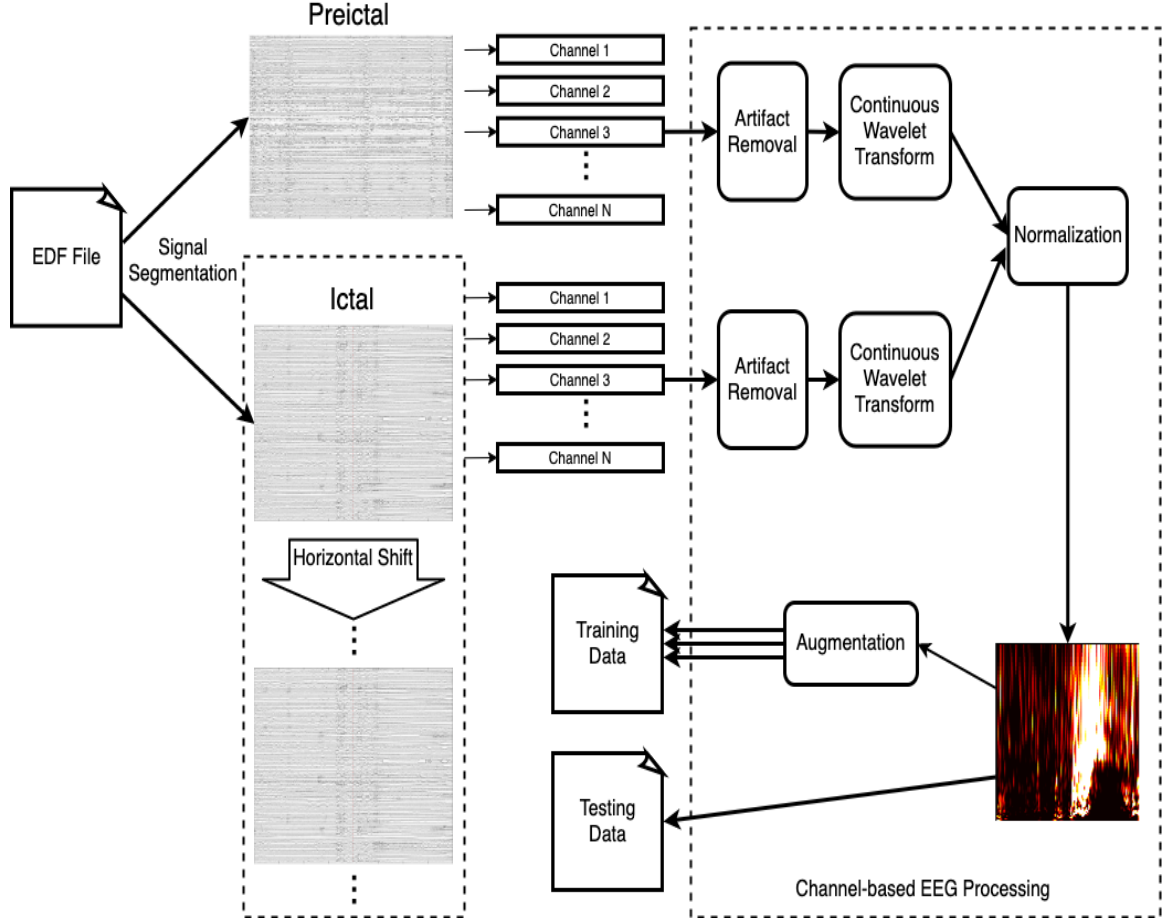 Preictal
Channel 1
Channel 2
Channel 3
Channel N
EDF File
Signal
Segmentation
Ictal
Channel 1
Channel 2
Channel 3
Channel N
Horizontal Shift
Artifact
Removal
Continuous
Wavelet
Transform
Normalization
Artifact
Removal
Continuous
Wavelet
Transform
Augmentation
Training
Data
Testing
Data
Channel-based EEG Processing